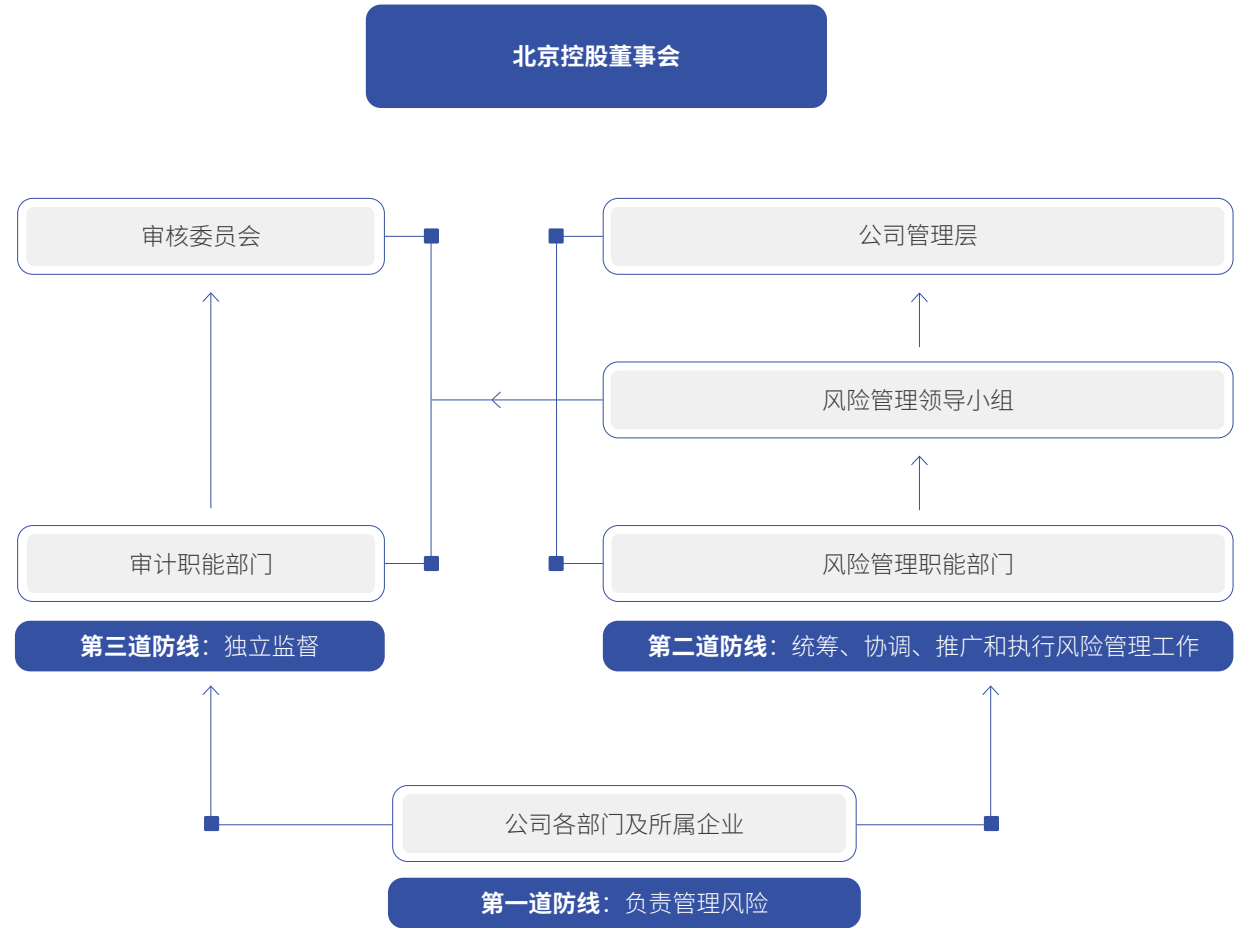 北京控股董事会
审核委员会
公司管理层
风险管理领导小组
审计职能部门
风险管理职能部门
第三道防线：独立监督
第二道防线：统筹、协调、推广和执行风险管理工作
公司各部门及所属企业
第一道防线：负责管理风险